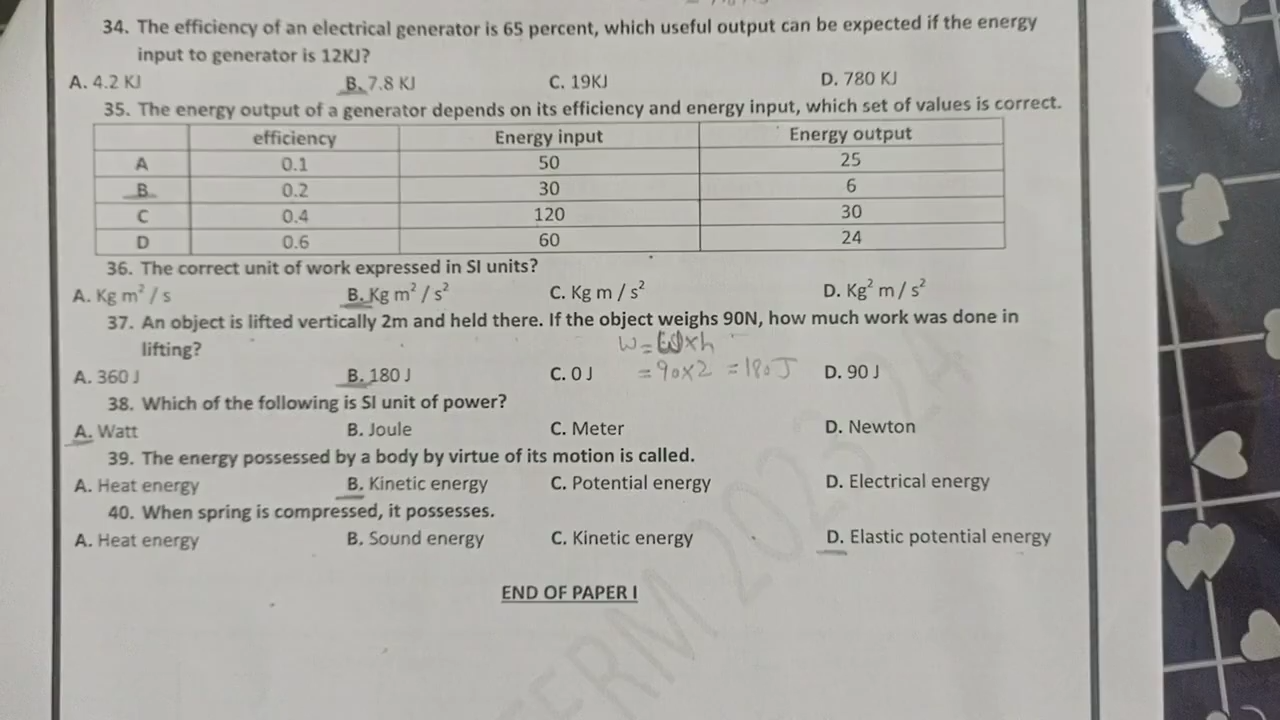 34. The efficiency of an electrical generator is 65 percent, which useful output can be expected if the energy
input to generator is 12KJ?
A. 4.2 KJ B. 7.8 KJ C. 19KJ D. 780 KJ
35. The energy output of a generator depends on its efficiency and energy input, which set of values is correct.
efficiency Energy input Energy output
A 0.1 50 25
B 0.2 30 6
C 0.4 120 30
D 0.6 60 24
36. The correct unit of work expressed in SI units?
A. Kg m² / s B. Kg m² / s² C. Kg m / s² D. Kg² m / s²
37. An object is lifted vertically 2m and held there. If the object weighs 90N, how much work was done in
lifting?
W = W×h
= 90×2 = 180 J
A. 360 J B. 180 J C. 0 J D. 90 J
38. Which of the following is SI unit of power?
A. Watt B. Joule C. Meter D. Newton
39. The energy possessed by a body by virtue of its motion is called.
A. Heat energy B. Kinetic energy C. Potential energy D. Electrical energy
40. When spring is compressed, it possesses.
A. Heat energy B. Sound energy C. Kinetic energy D. Elastic potential energy
END OF PAPER I